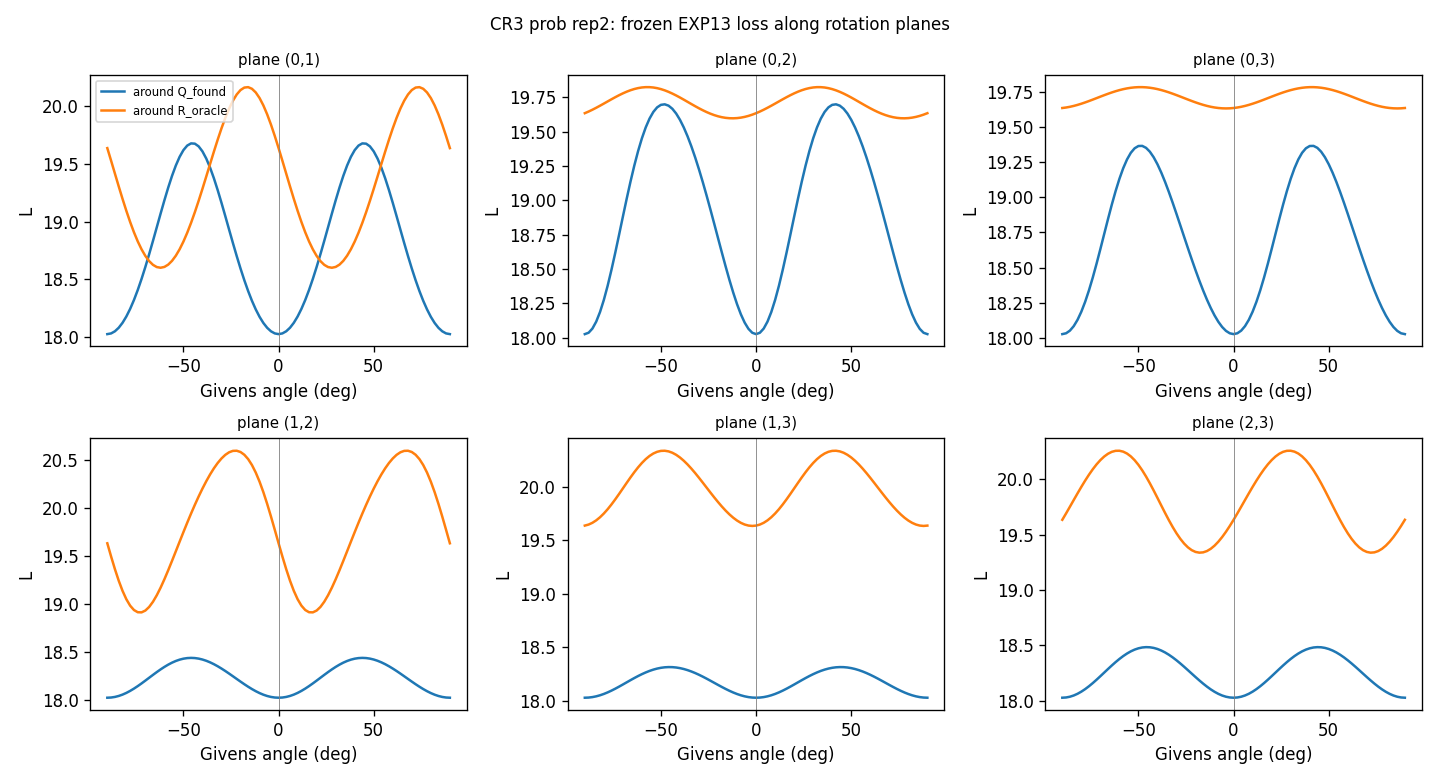 CR3 prob rep2: frozen EXP13 loss along rotation planes
plane (0,1)
L
20.0
19.5
19.0
18.5
18.0
around Q_found
around R_oracle
−50
0
50
Givens angle (deg)
plane (0,2)
L
19.75
19.50
19.25
19.00
18.75
18.50
18.25
18.00
−50
0
50
Givens angle (deg)
plane (0,3)
L
19.75
19.50
19.25
19.00
18.75
18.50
18.25
18.00
−50
0
50
Givens angle (deg)
plane (1,2)
L
20.5
20.0
19.5
19.0
18.5
18.0
−50
0
50
Givens angle (deg)
plane (1,3)
L
20.0
19.5
19.0
18.5
18.0
−50
0
50
Givens angle (deg)
plane (2,3)
L
20.0
19.5
19.0
18.5
18.0
−50
0
50
Givens angle (deg)